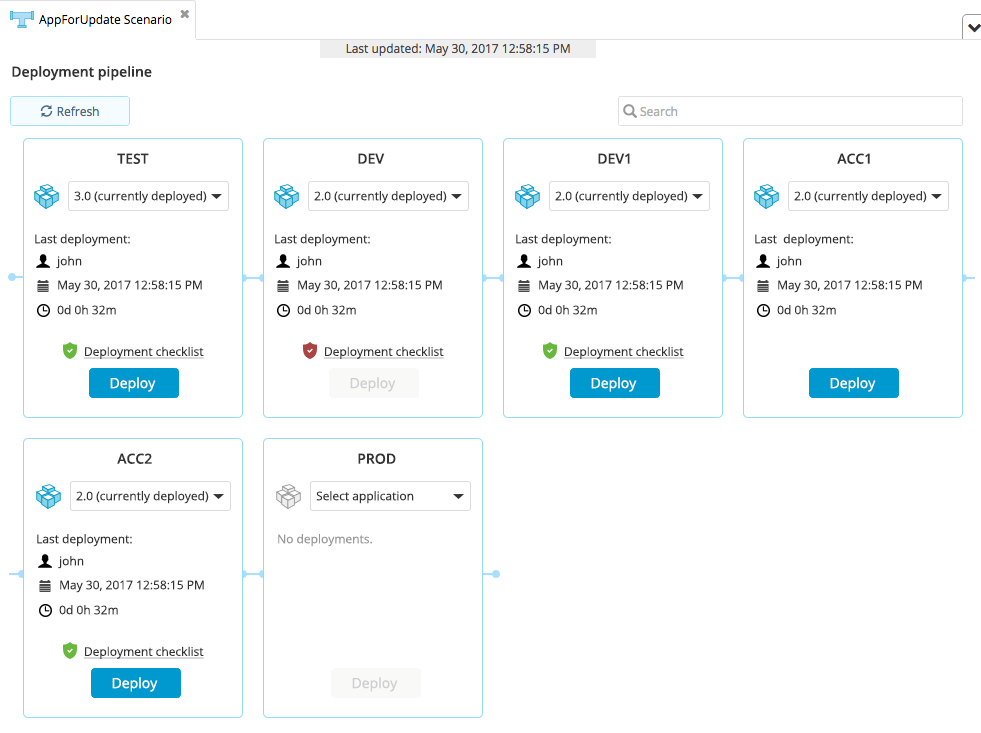 AppForUpdate Scenario
Last updated: May 30, 2017 12:58:15 PM
Deployment pipeline
Refresh
Search
TEST
3.0 (currently deployed)
Last deployment:
john
May 30, 2017 12:58:15 PM
0d 0h 32m
Deployment checklist
Deploy
DEV
2.0 (currently deployed)
Last deployment:
john
May 30, 2017 12:58:15 PM
0d 0h 32m
Deployment checklist
Deploy
DEV1
2.0 (currently deployed)
Last deployment:
john
May 30, 2017 12:58:15 PM
0d 0h 32m
Deployment checklist
Deploy
ACC1
2.0 (currently deployed)
Last deployment:
john
May 30, 2017 12:58:15 PM
0d 0h 32m
Deploy
ACC2
2.0 (currently deployed)
Last deployment:
john
May 30, 2017 12:58:15 PM
0d 0h 32m
Deployment checklist
Deploy
PROD
Select application
No deployments.
Deploy